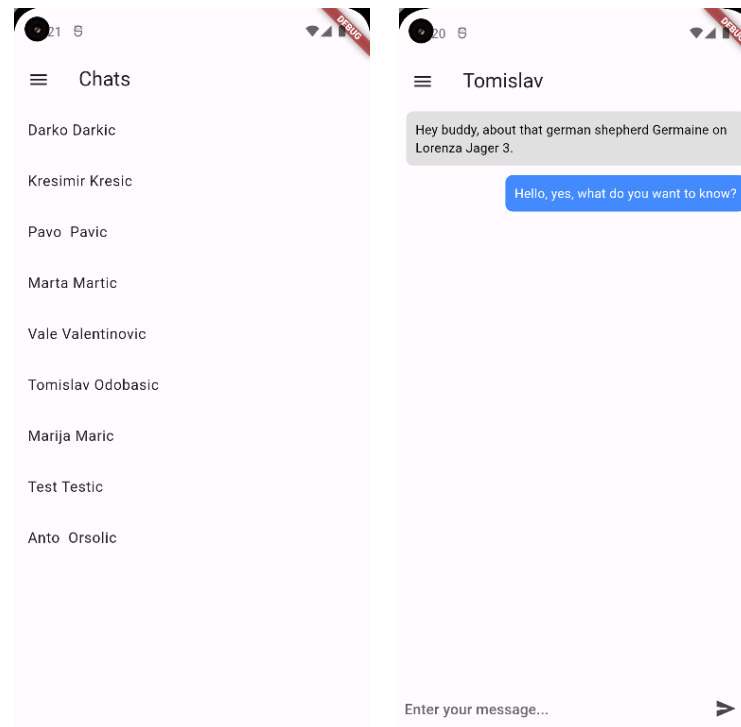 21
DEBUG
Chats
Darko Darkic
Kresimir Kresic
Pavo  Pavic
Marta Martic
Vale Valentinovic
Tomislav Odobasic
Marija Maric
Test Testic
Anto  Orsolic
20
DEBUG
Tomislav
Hey buddy, about that german shepherd Germaine on
Lorenza Jager 3.
Hello, yes, what do you want to know?
Enter your message...